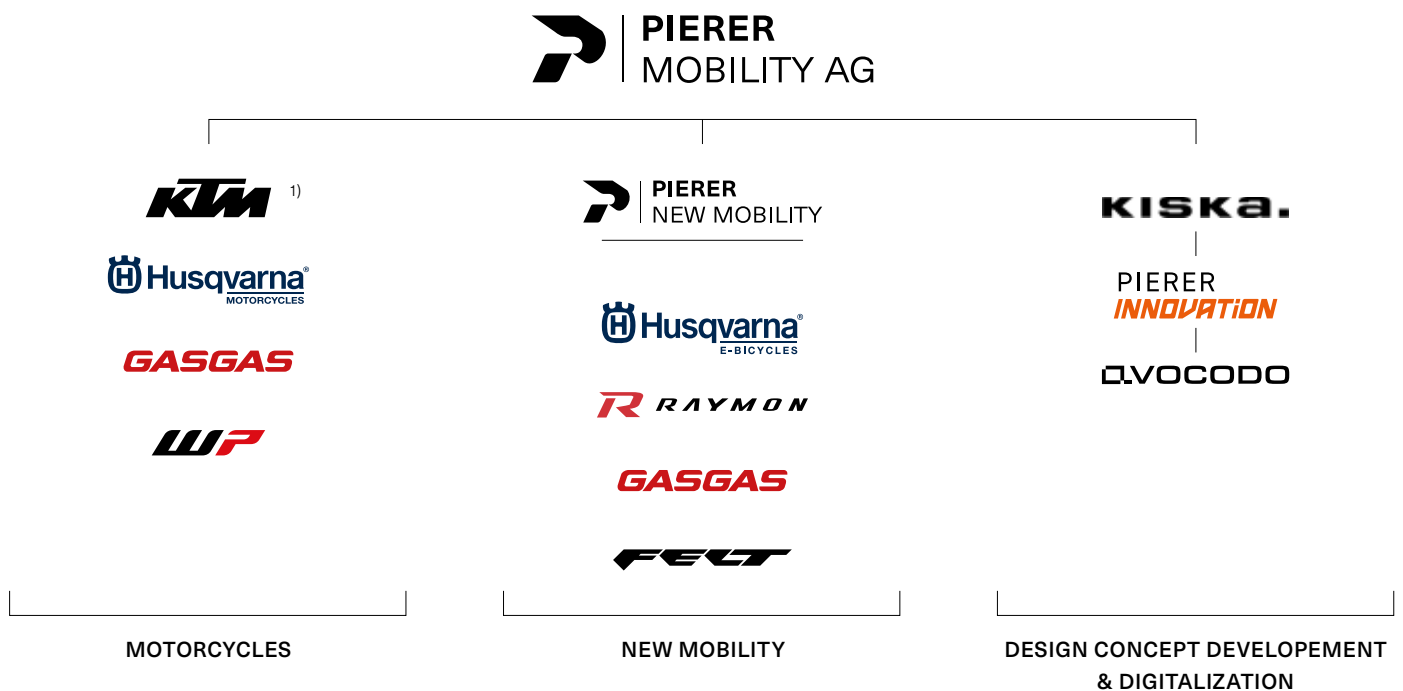 PIERER
MOBILITY AG
KTM 1)
Husqvarna®
MOTORCYCLES
GASGAS
WP
MOTORCYCLES
PIERER
NEW MOBILITY
Husqvarna®
E-BICYCLES
R RAYMON
GASGAS
FELT
NEW MOBILITY
KISKA.
PIERER
INNOVATION
AVOCODO
DESIGN CONCEPT DEVELOPEMENT
& DIGITALIZATION